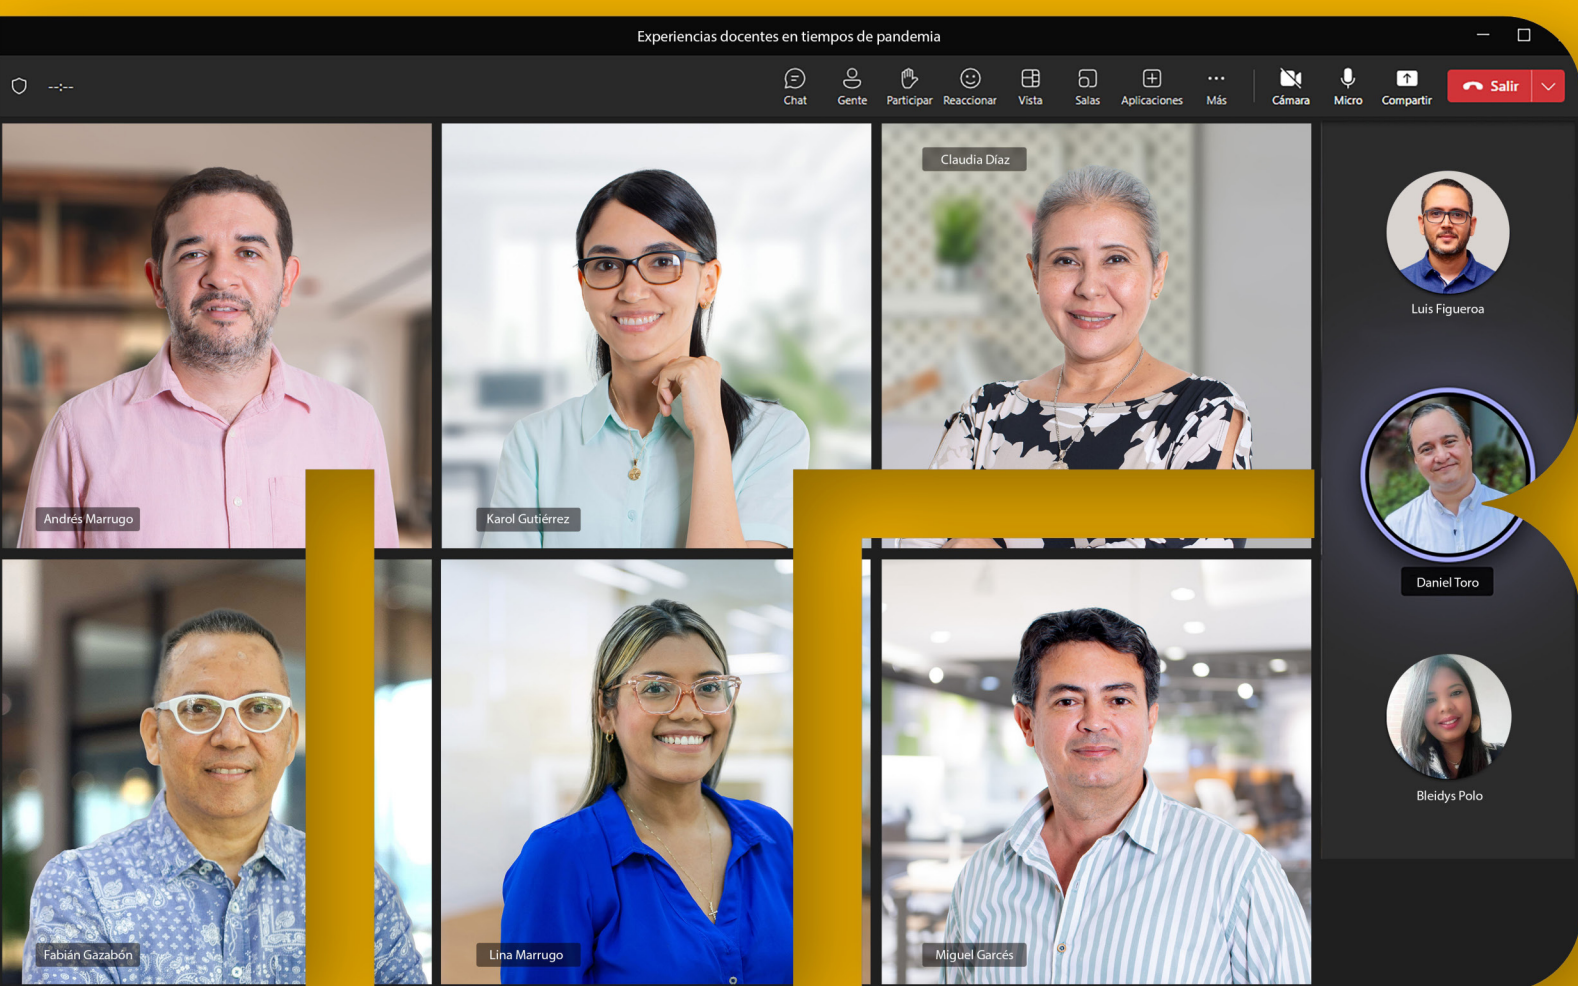 Experiencias docentes en tiempos de pandemia
--:--
Chat
Gente
Participar
Reaccionar
Vista
Salas
Aplicaciones
Más
Cámara
Micro
Compartir
Salir
Claudia Díaz
Luis Figueroa
Andrés Marrugo
Karol Gutiérrez
Daniel Toro
Bleidys Polo
Fabián Gazabón
Lina Marrugo
Miguel Garcés